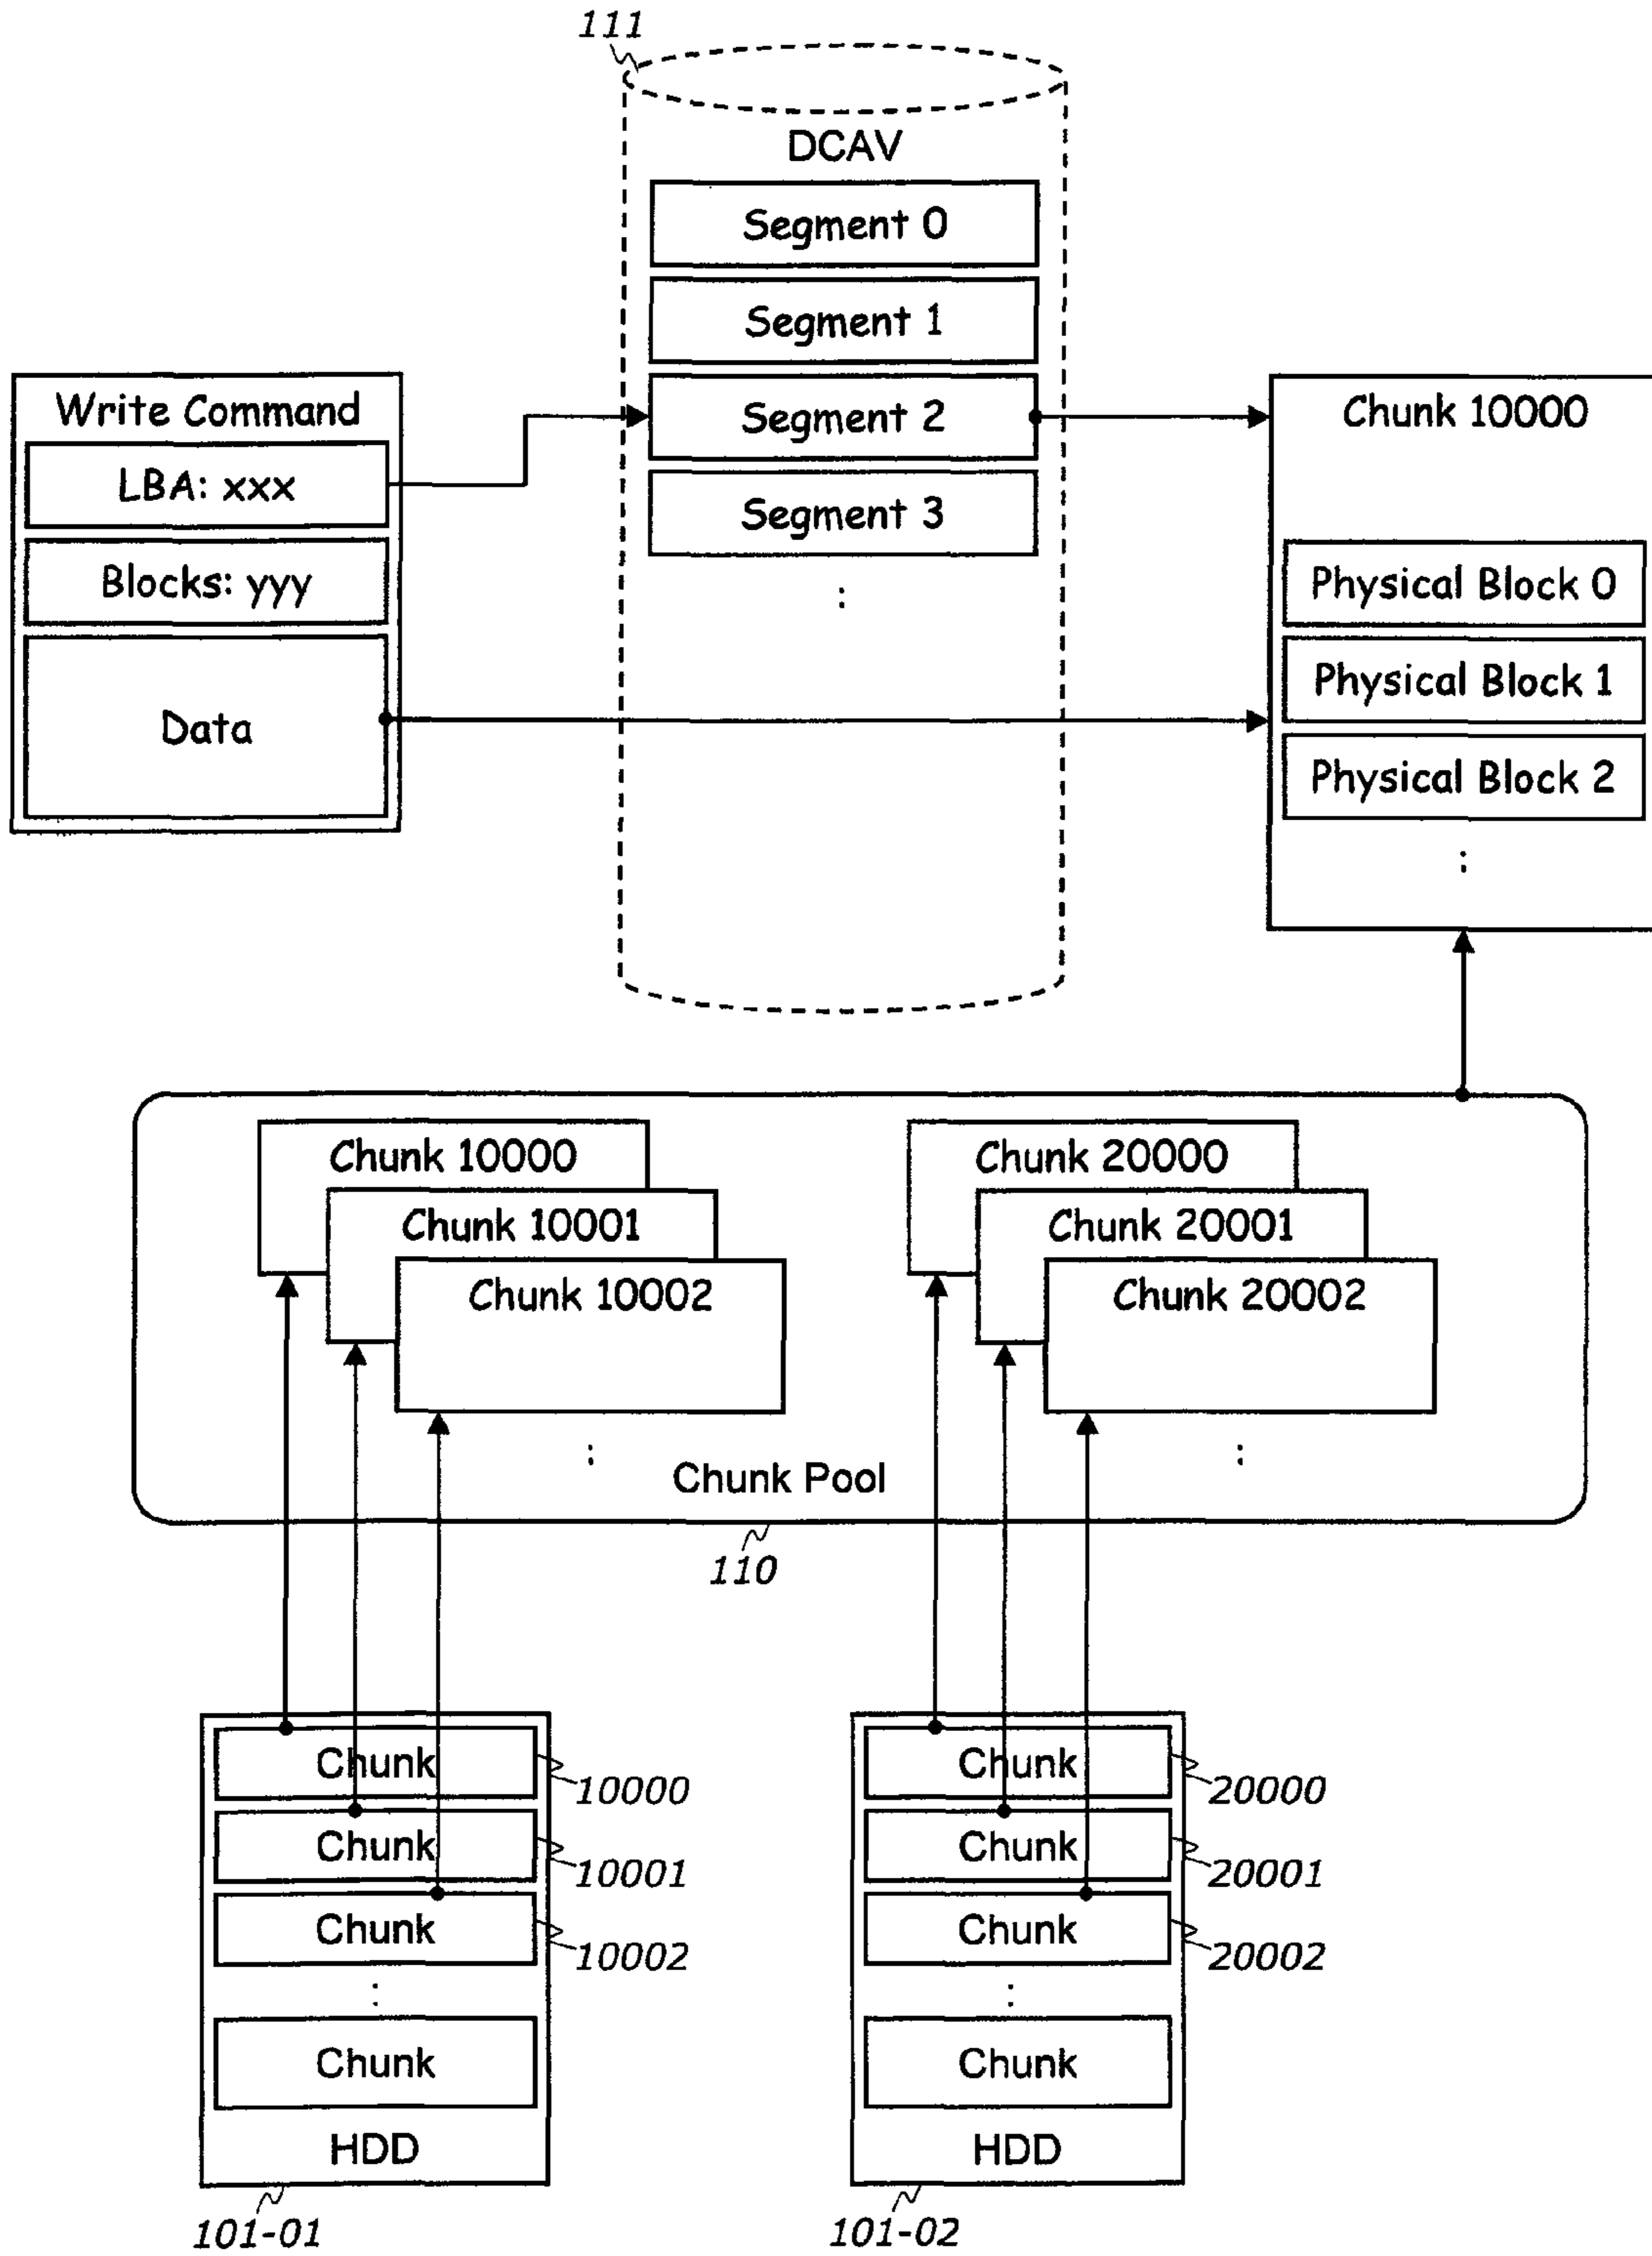 111
DCAV
Segment 0
Segment 1
Segment 2
Segment 3
:
Write Command
LBA: xxx
Blocks: yyy
Data
Chunk 10000
Physical Block 0
Physical Block 1
Physical Block 2
:
Chunk 10000
Chunk 10001
Chunk 10002
:
Chunk 20000
Chunk 20001
Chunk 20002
:
Chunk Pool
110
Chunk
10000
Chunk
10001
Chunk
10002
:
Chunk
HDD
101-01
Chunk
20000
Chunk
20001
Chunk
20002
:
Chunk
HDD
101-02